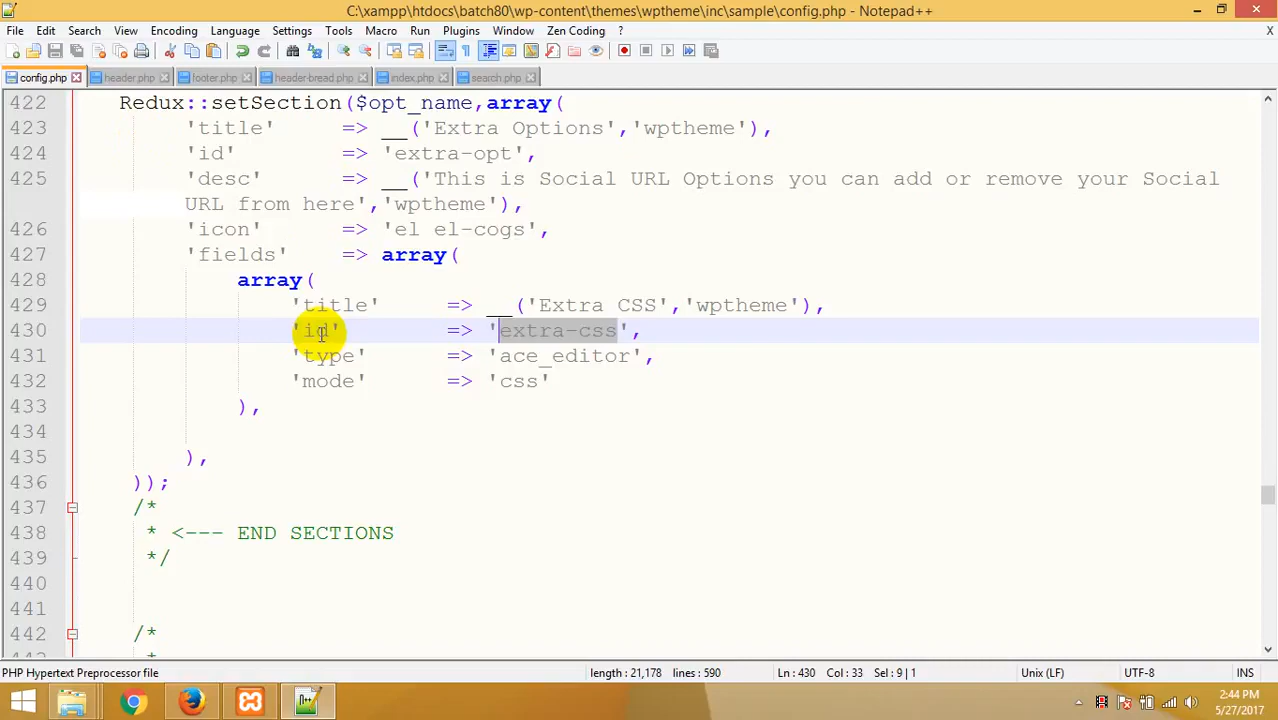 C:\xampp\htdocs\batch80\wp-content\themes\wptheme\inc\sample\config.php - Notepad++
File Edit Search View Encoding Language Settings Tools Macro Run Plugins Window Zen Coding ? X
config.php header.php footer.php header-bread.php index.php search.php
422 Redux::setSection($opt_name,array(
423 'title' => __('Extra Options','wptheme'),
424 'id' => 'extra-opt',
425 'desc' => __('This is Social URL Options you can add or remove your Social
URL from here','wptheme'),
426 'icon' => 'el el-cogs',
427 'fields' => array(
428 array(
429 'title' => __('Extra CSS','wptheme'),
430 'id' => 'extra-css',
431 'type' => 'ace_editor',
432 'mode' => 'css'
433 ),
434
435 ),
436 ));
437 /*
438 * <--- END SECTIONS
439 */
440
441
442 /*
PHP Hypertext Preprocessor file length : 21,178 lines : 590 Ln : 430 Col : 33 Sel : 9 | 1 Unix (LF) UTF-8 INS
2:44 PM
5/27/2017